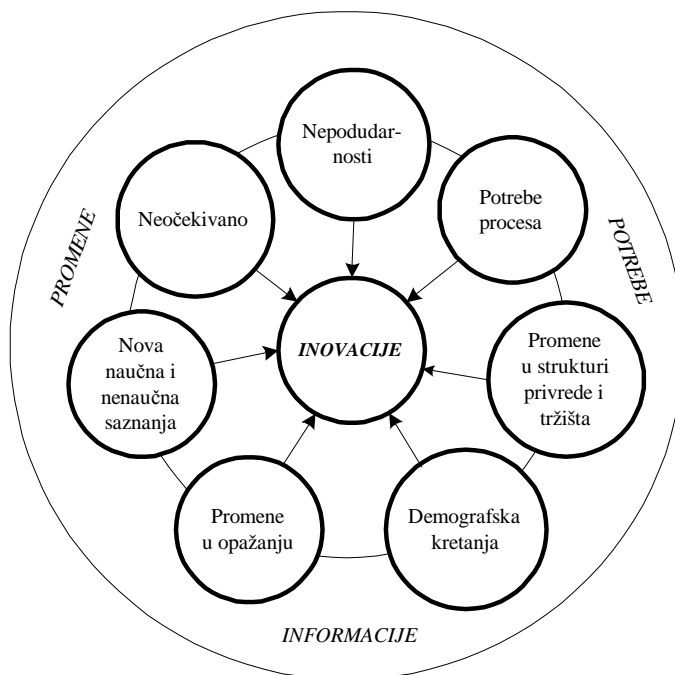 Nepodudar-
nosti
Neočekivano
Potrebe
procesa
PROMENE
POTREBE
INOVACIJE
Nova
naučna i
nenaučna
saznanja
Promene
u strukturi
privrede i
tržišta
Promene
u opažanju
Demografska
kretanja
INFORMACIJE